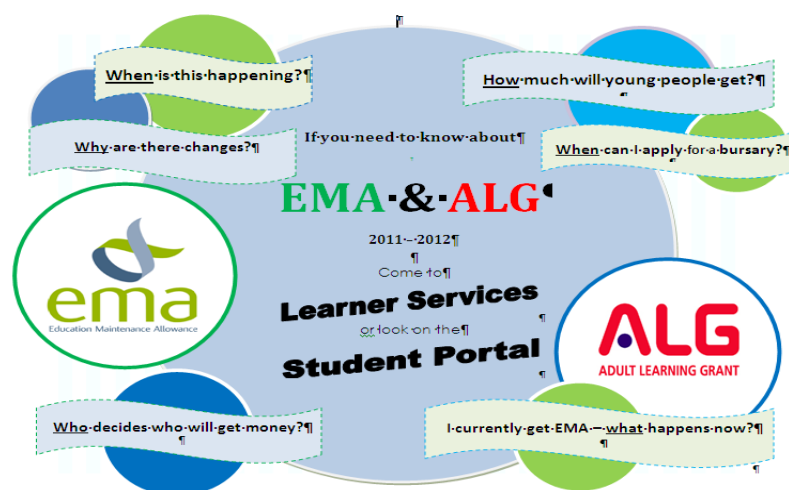 When is this happening?
How much will young people get?
Why are there changes?
If you need to know about
When can I apply for a bursary?
EMA & ALG
2011 – 2012
Come to
Learner Services
or look on the
Student Portal
ema
Education Maintenance Allowance
ALG
ADULT LEARNING GRANT
Who decides who will get money?
I currently get EMA – what happens now?